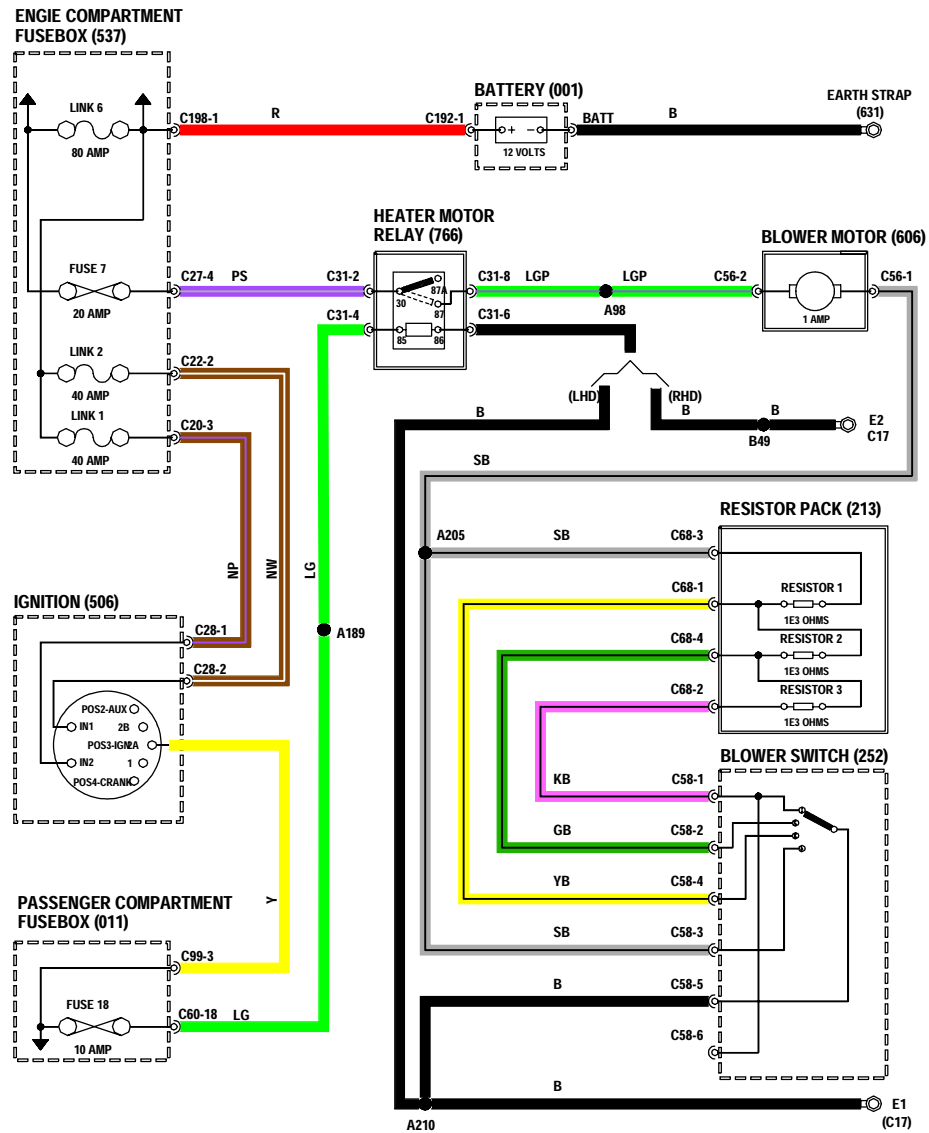 ENGIE COMPARTMENT
FUSEBOX (537)
LINK 6
80 AMP
C198-1
R
C192-1
BATTERY (001)
+ -
12 VOLTS
BATT
B
EARTH STRAP
(631)
HEATER MOTOR
RELAY (766)
BLOWER MOTOR (606)
FUSE 7
20 AMP
C27-4
PS
C31-2
30
87A
87
C31-8
LGP
LGP
C56-2
C56-1
A98
1 AMP
C31-4
85
86
C31-6
LINK 2
40 AMP
C22-2
LINK 1
40 AMP
C20-3
(LHD)
(RHD)
B
B
B
B49
E2
C17
SB
NP
NW
LG
A205
SB
C68-3
RESISTOR PACK (213)
C68-1
RESISTOR 1
1E3 OHMS
C68-4
RESISTOR 2
1E3 OHMS
C68-2
RESISTOR 3
1E3 OHMS
IGNITION (506)
C28-1
A189
C28-2
POS2-AUX
IN1
2B
POS3-IGN
2A
IN2
1
POS4-CRANK
BLOWER SWITCH (252)
KB
C58-1
GB
C58-2
YB
C58-4
SB
C58-3
B
C58-5
C58-6
Y
PASSENGER COMPARTMENT
FUSEBOX (011)
C99-3
FUSE 18
10 AMP
C60-18
LG
B
A210
E1
(C17)